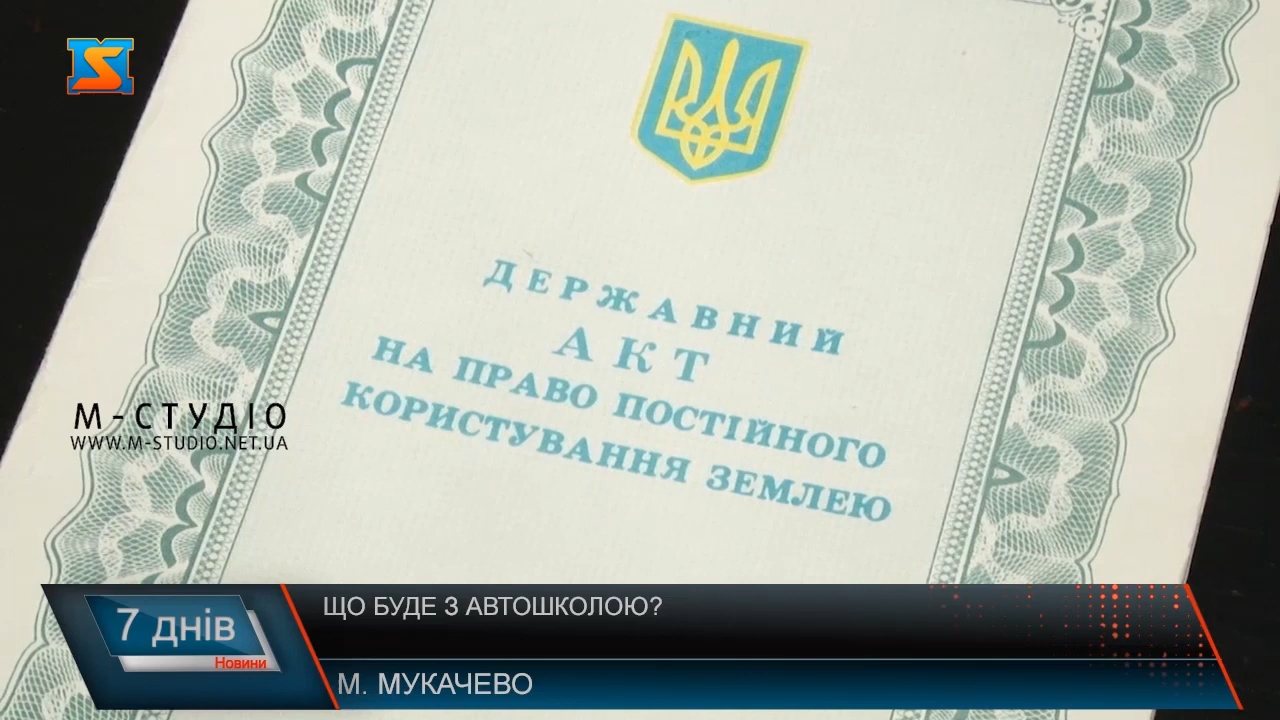 ДЕРЖАВНИЙ
АКТ
НА ПРАВО ПОСТІЙНОГО
КОРИСТУВАННЯ ЗЕМЛЕЮ
М-СТУДІО
WWW.M-STUDIO.NET.UA
7 днів
Новини
ЩО БУДЕ З АВТОШКОЛОЮ?
М. МУКАЧЕВО